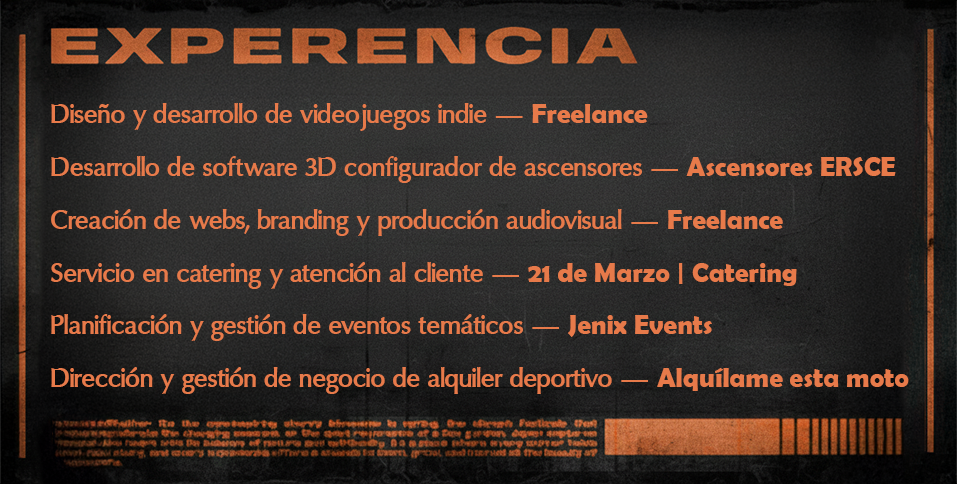 EXPERENCIA
Diseño y desarrollo de videojuegos indie — Freelance
Desarrollo de software 3D configurador de ascensores — Ascensores ERSCE
Creación de webs, branding y producción audiovisual — Freelance
Servicio en catering y atención al cliente — 21 de Marzo | Catering
Planificación y gestión de eventos temáticos — Jenix Events
Dirección y gestión de negocio de alquiler deportivo — Alquílame esta moto